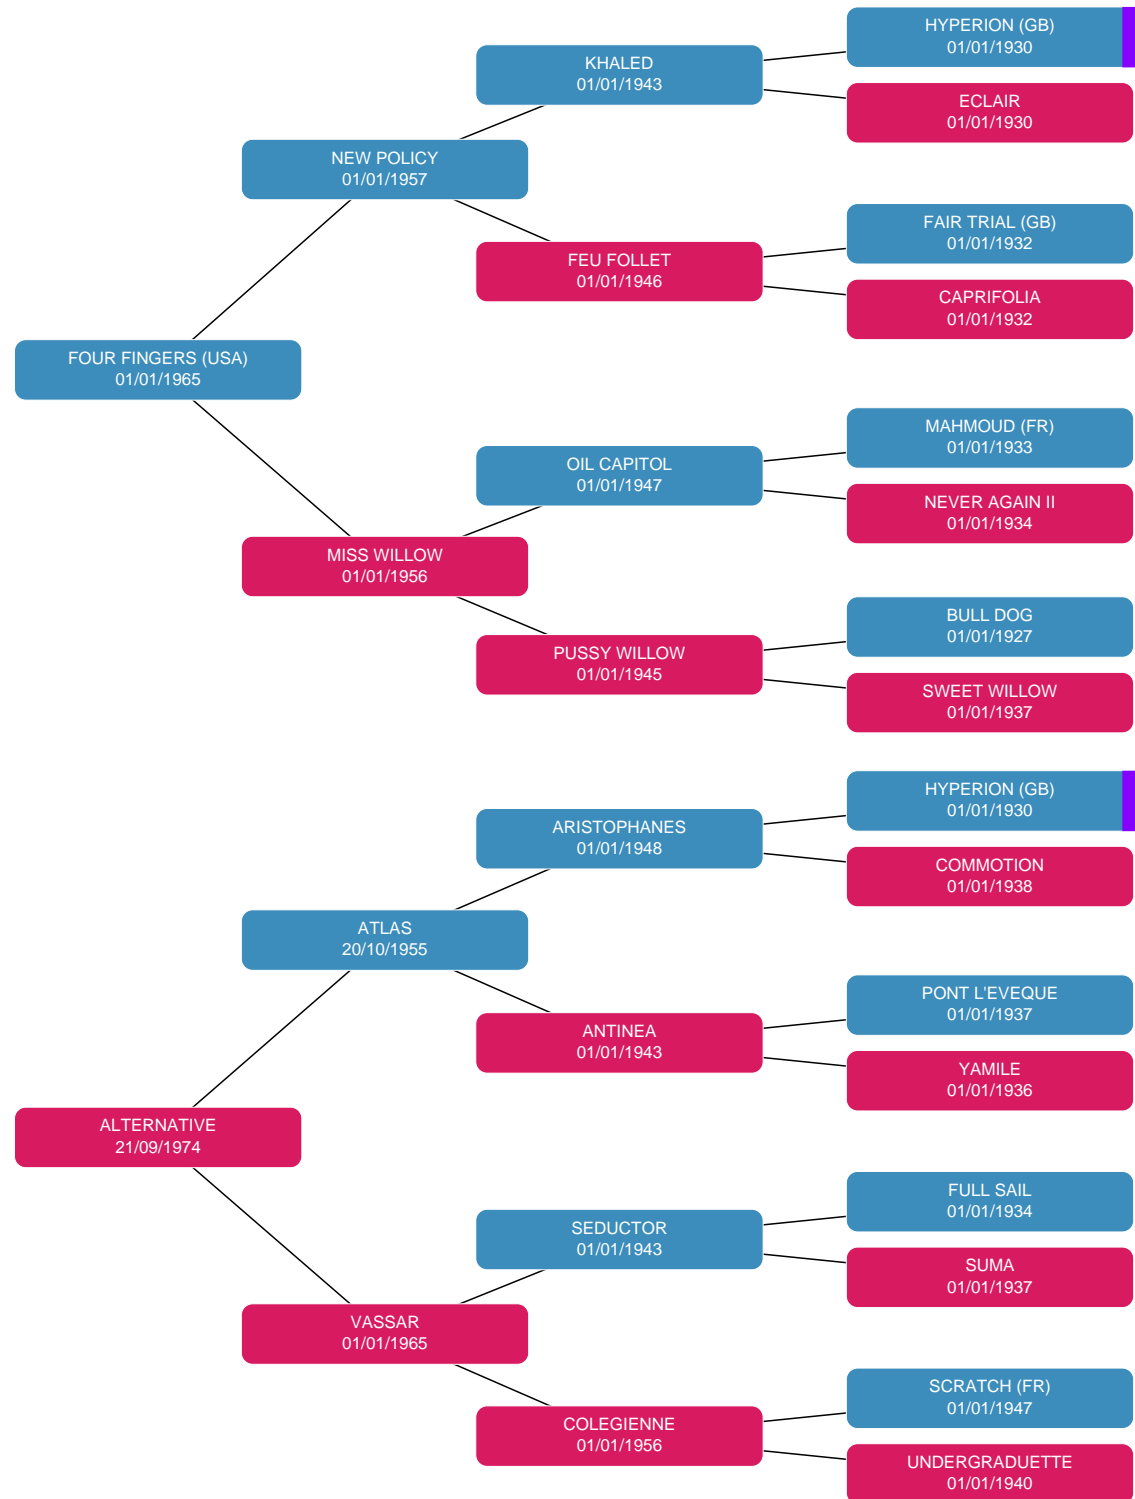 HYPERION (GB)
01/01/1930
KHALED
01/01/1943
ECLAIR
01/01/1930
NEW POLICY
01/01/1957
FAIR TRIAL (GB)
01/01/1932
FEU FOLLET
01/01/1946
CAPRIFOLIA
01/01/1932
FOUR FINGERS (USA)
01/01/1965
MAHMOUD (FR)
01/01/1933
OIL CAPITOL
01/01/1947
NEVER AGAIN II
01/01/1934
MISS WILLOW
01/01/1956
BULL DOG
01/01/1927
PUSSY WILLOW
01/01/1945
SWEET WILLOW
01/01/1937
HYPERION (GB)
01/01/1930
ARISTOPHANES
01/01/1948
COMMOTION
01/01/1938
ATLAS
20/10/1955
PONT L'EVEQUE
01/01/1937
ANTINEA
01/01/1943
YAMILE
01/01/1936
ALTERNATIVE
21/09/1974
FULL SAIL
01/01/1934
SEDUCTOR
01/01/1943
SUMA
01/01/1937
VASSAR
01/01/1965
SCRATCH (FR)
01/01/1947
COLEGIENNE
01/01/1956
UNDERGRADUETTE
01/01/1940